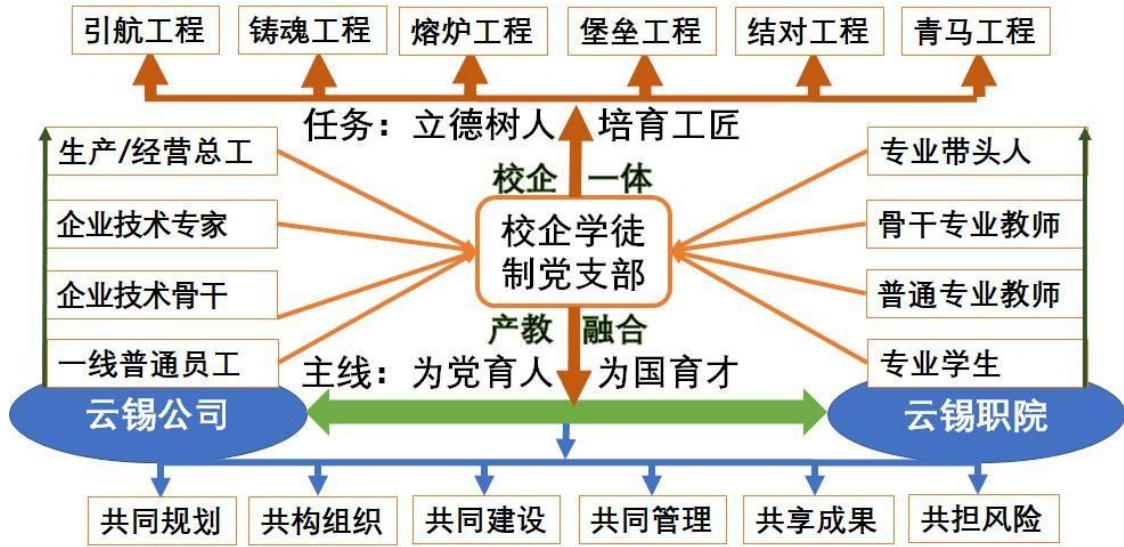 引航工程 铸魂工程 熔炉工程 堡垒工程 结对工程 青马工程
任务：立德树人 培育工匠
生产/经营总工
专业带头人
校企 一体
企业技术专家
校企学徒
制党支部
骨干专业教师
企业技术骨干
普通专业教师
产教 融合
一线普通员工
主线：为党育人 为国育才
专业学生
云锡公司
云锡职院
共同规划 共构组织 共同建设 共同管理 共享成果 共担风险